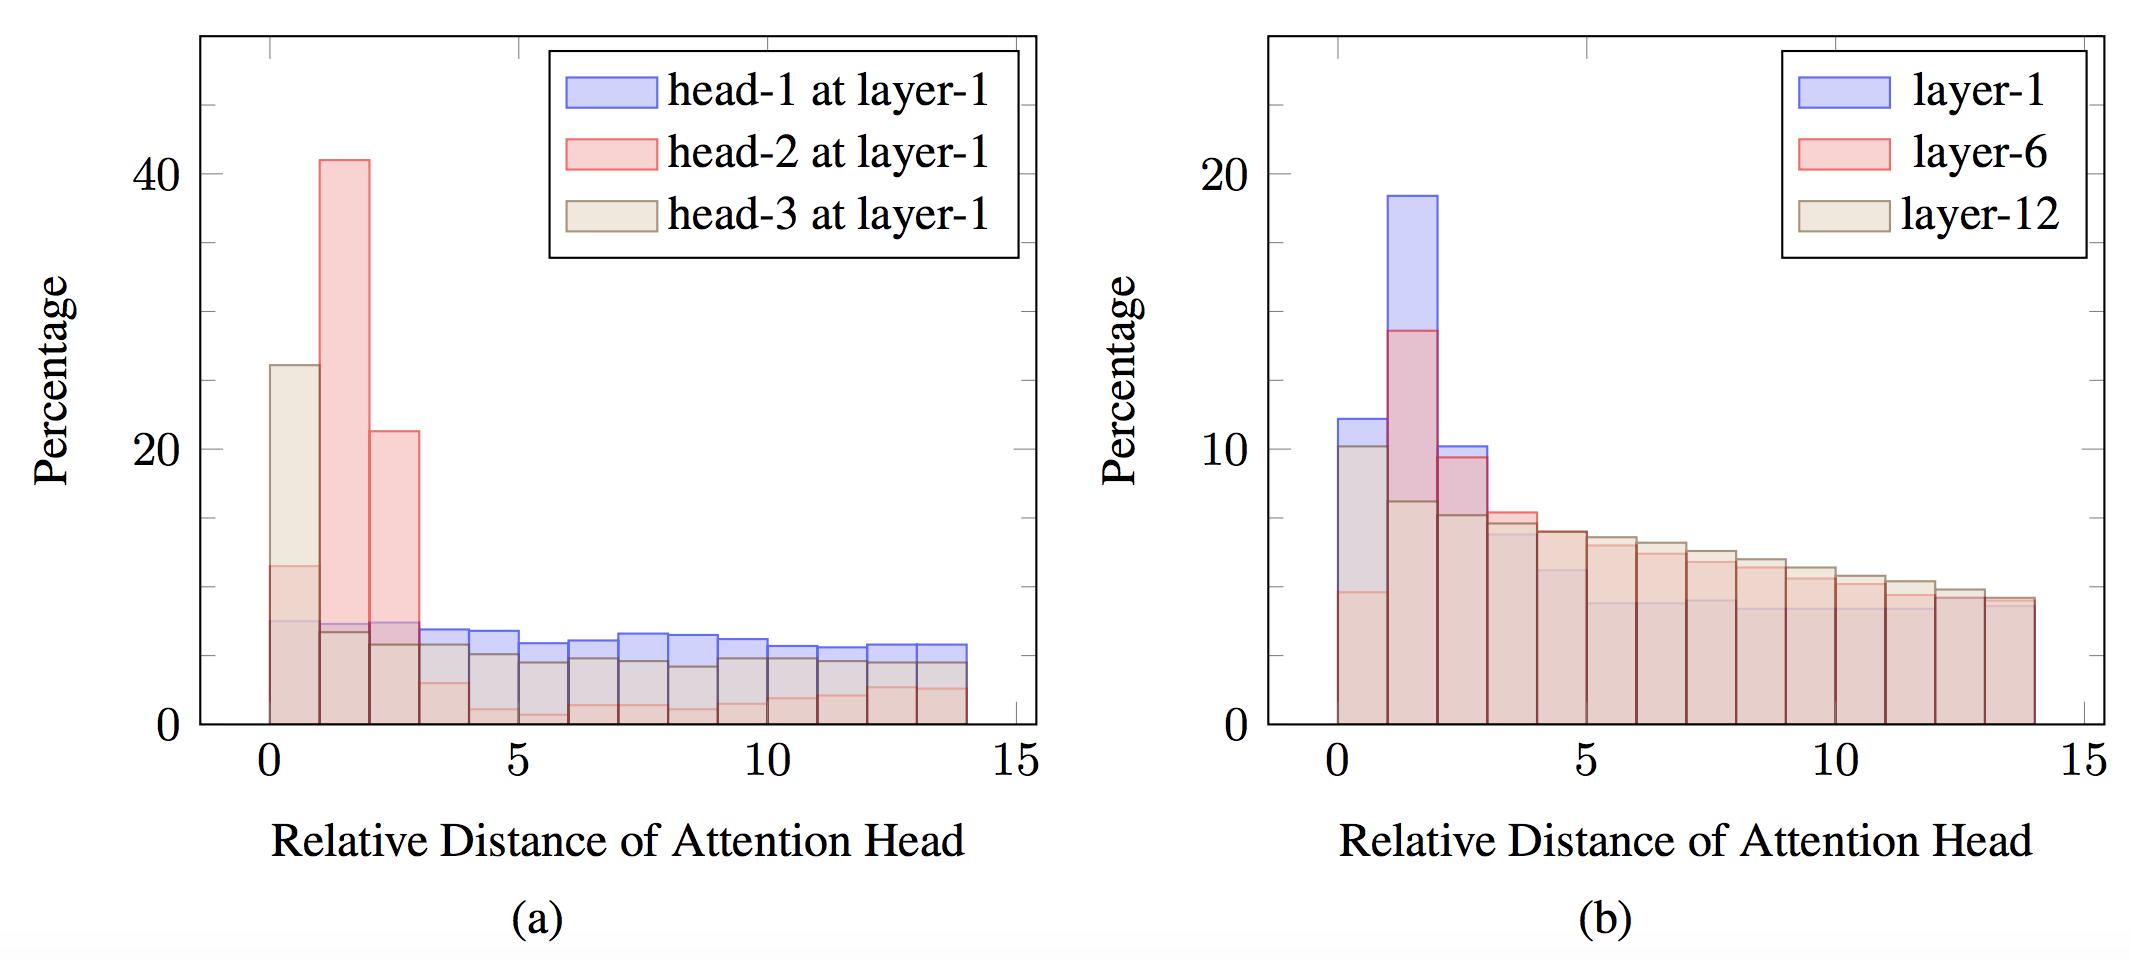 head-1 at layer-1
head-2 at layer-1
head-3 at layer-1
40
20
0
0 5 10 15
Percentage
Relative Distance of Attention Head
(a)
layer-1
layer-6
layer-12
20
10
0
0 5 10 15
Percentage
Relative Distance of Attention Head
(b)